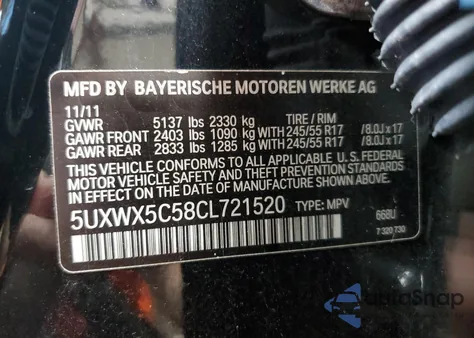 MFD BY BAYERISCHE MOTOREN WERKE AG
11/11
GVWR 5137 lbs 2330 kg TIRE / RIM
GAWR FRONT 2403 lbs 1090 kg WITH 245/55 R17 / 8.0J x 17
GAWR REAR 2833 lbs 1285 kg WITH 245/55 R17 / 8.0J x 17
THIS VEHICLE CONFORMS TO ALL APPLICABLE U.S. FEDERAL
SAFETY, BUMPER, AND THEFT PREVENTION STANDARDS
IN EFFECT ON THE DATE OF MANUFACTURE SHOWN ABOVE.
5UXWX5C58CL721520 TYPE: MPV
668U
7 320 730
AutoSnap